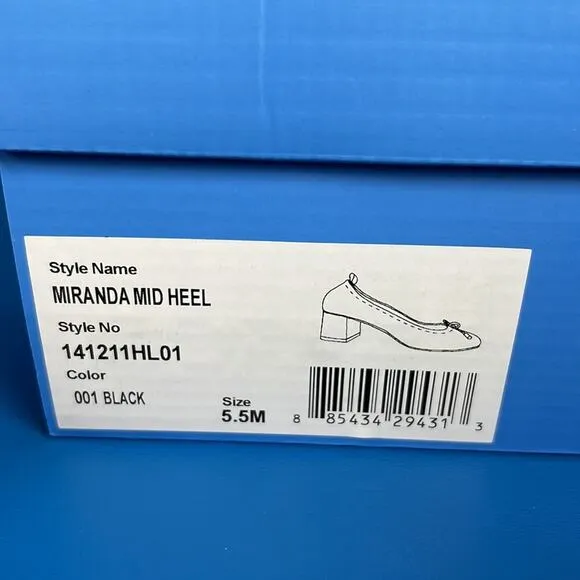 Style Name
MIRANDA MID HEEL
Style No
141211HL01
Color
001 BLACK
Size
5.5M
8 85434 29431 3